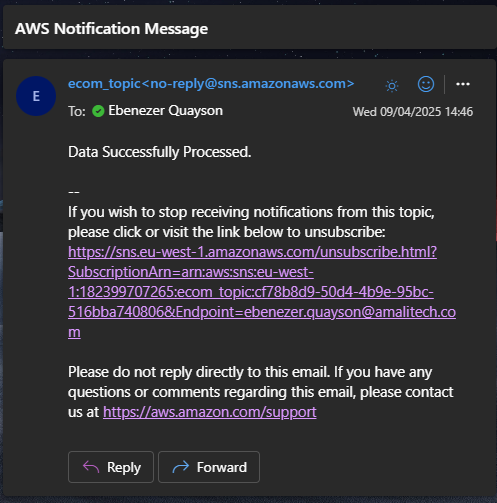 AWS Notification Message
E
ecom_topic<no-reply@sns.amazonaws.com>
To: Ebenezer Quayson
Wed 09/04/2025 14:46
Data Successfully Processed.
--
If you wish to stop receiving notifications from this topic,
please click or visit the link below to unsubscribe:
https://sns.eu-west-1.amazonaws.com/unsubscribe.html?
SubscriptionArn=arn:aws:sns:eu-west-
1:182399707265:ecom_topic:cf78b8d9-50d4-4b9e-95bc-
516bba740806&Endpoint=ebenezer.quayson@amalitech.co
m
Please do not reply directly to this email. If you have any
questions or comments regarding this email, please contact
us at https://aws.amazon.com/support
Reply
Forward